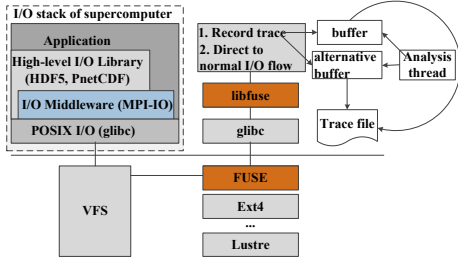 I/O stack of supercomputer
Application
High-level I/O Library
(HDF5, PnetCDF)
I/O Middleware (MPI-IO)
POSIX I/O (glibc)
1. Record trace
2. Direct to
normal I/O flow
libfuse
glibc
buffer
alternative
buffer
Analysis
thread
Trace file
VFS
FUSE
Ext4
...
Lustre